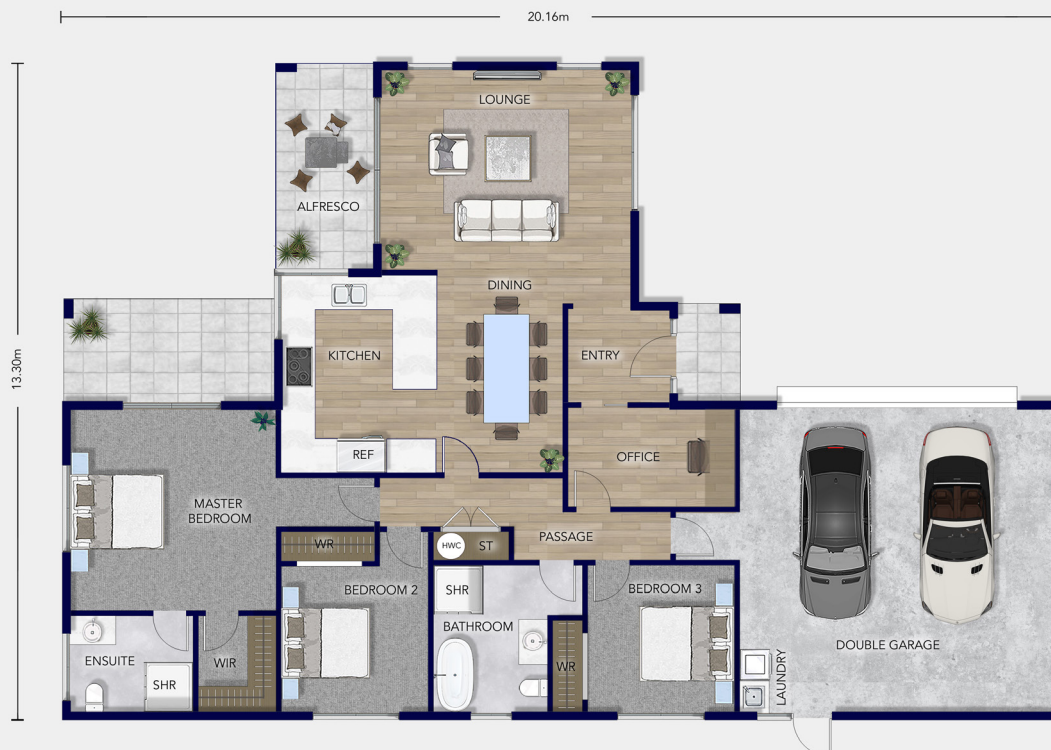 20.16m
LOUNGE
ALFRESCO
DINING
13.30m
KITCHEN
ENTRY
REF
OFFICE
MASTER
BEDROOM
PASSAGE
WR
HWC
ST
BEDROOM 2
SHR
BEDROOM 3
BATHROOM
DOUBLE GARAGE
ENSUITE
WIR
WR
LAUNDRY
SHR